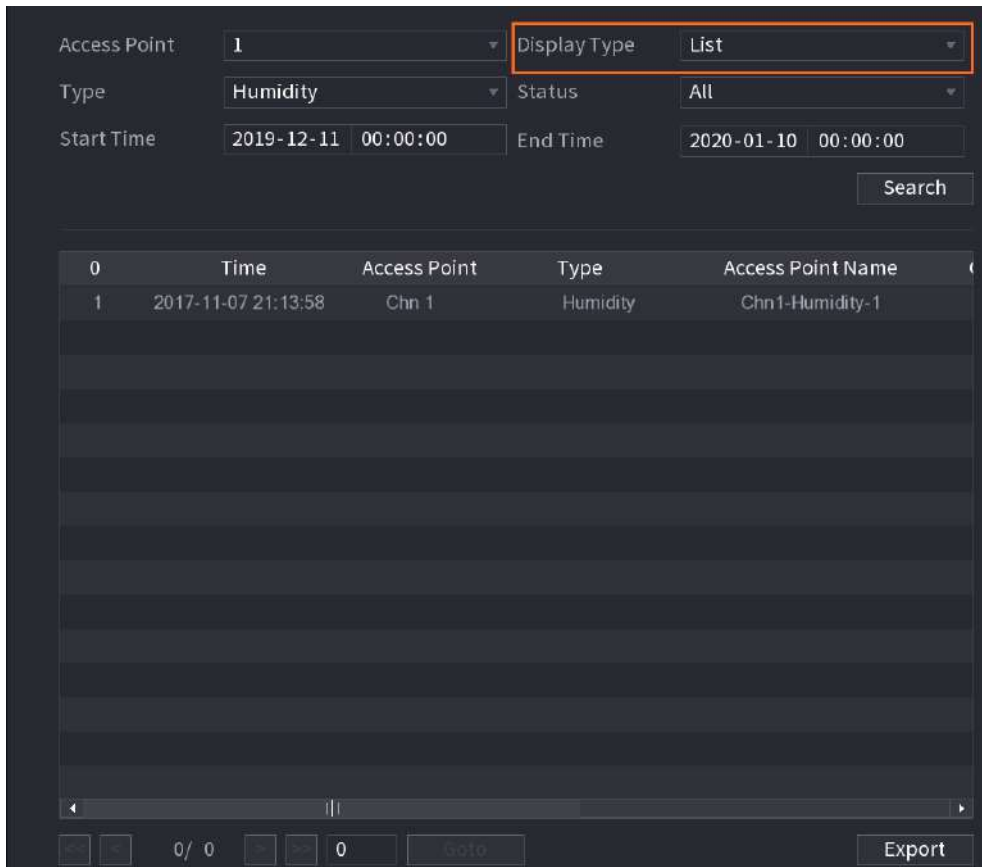 Access Point 1 Display Type List
Type Humidity Status All
Start Time 2019-12-11 00:00:00 End Time 2020-01-10 00:00:00
Search
0 Time Access Point Type Access Point Name
1 2017-11-07 21:13:58 Chn 1 Humidity Chn1-Humidity-1
<< < 0/ 0 > >> 0 Goto Export